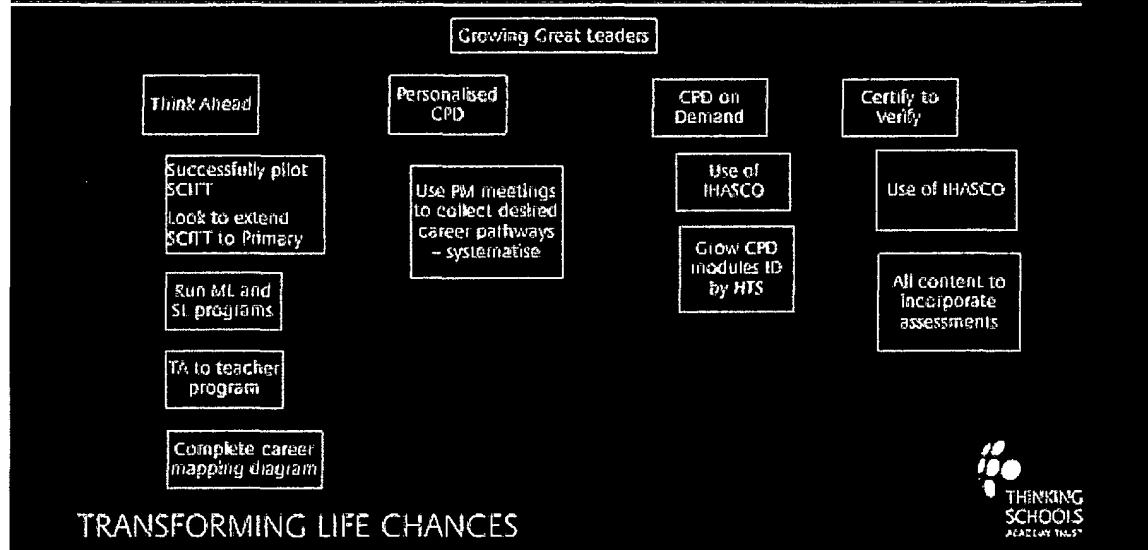 Growing Great Leaders
Think Ahead
Successfully pilot
SCITT
Look to extend
SCITT to Primary
Run ML and
SL programs
TA to teacher
program
Complete career
mapping diagram
Personalised
CPD
Use PM meetings
to collect desired
career pathways
– systematise
CPD on
Demand
Use of
IHASCO
Grow CPD
modules ID
by HTS
Certify to
Verify
Use of IHASCO
All content to
incorporate
assessments
TRANSFORMING LIFE CHANCES
THINKING
SCHOOLS
ACADEMY TRUST